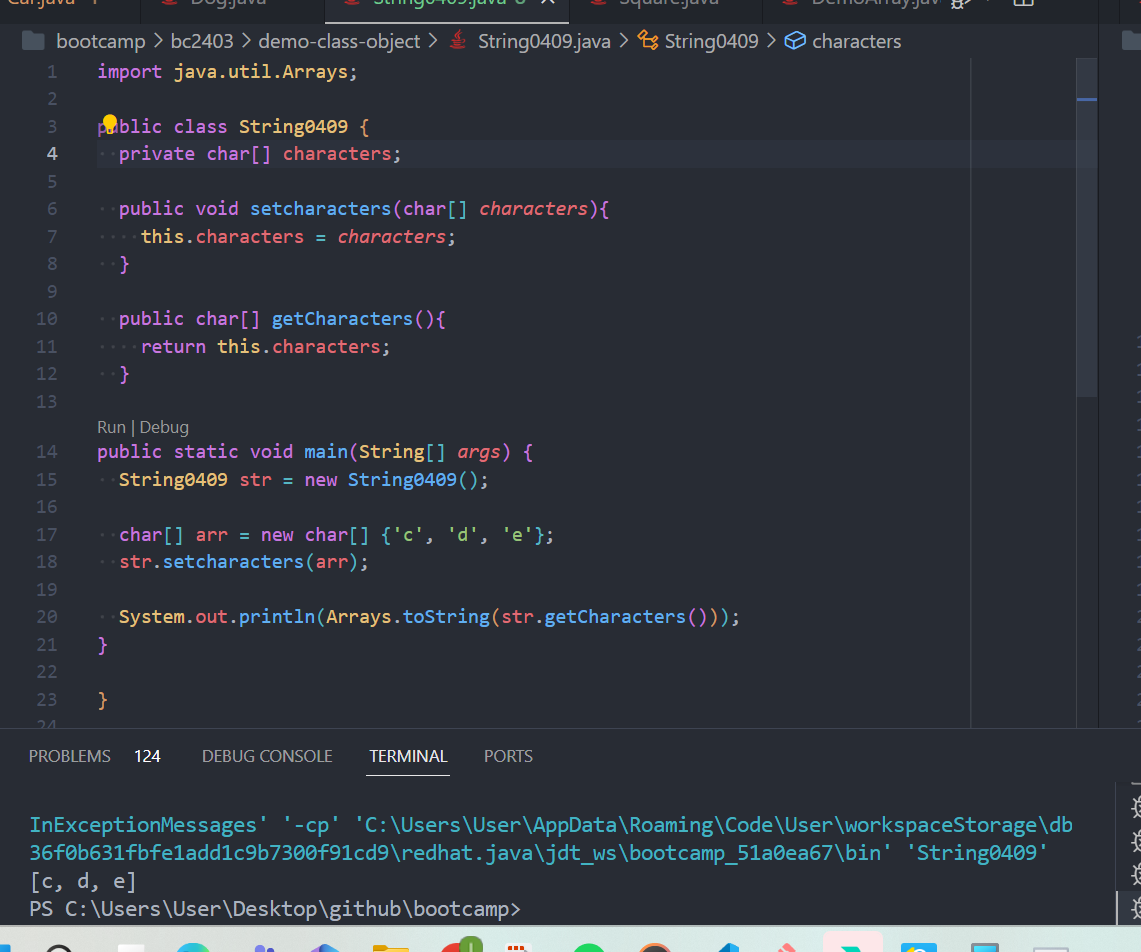 Car.java
Dog.java
String0409.java 6
Square.java
bootcamp > bc2403 > demo-class-object > String0409.java > String0409 > characters
1 import java.util.Arrays;
2
3 public class String0409 {
4 private char[] characters;
5
6 public void setcharacters(char[] characters){
7 this.characters = characters;
8 }
9
10 public char[] getCharacters(){
11 return this.characters;
12 }
13
Run | Debug
14 public static void main(String[] args) {
15 String0409 str = new String0409();
16
17 char[] arr = new char[] {'c', 'd', 'e'};
18 str.setcharacters(arr);
19
20 System.out.println(Arrays.toString(str.getCharacters()));
21 }
22
23 }
24
PROBLEMS 124 DEBUG CONSOLE TERMINAL PORTS
InExceptionMessages' '-cp' 'C:\Users\User\AppData\Roaming\Code\User\workspaceStorage\db
36f0b631fbfe1add1c9b7300f91cd9\redhat.java\jdt_ws\bootcamp_51a0ea67\bin' 'String0409'
[c, d, e]
PS C:\Users\User\Desktop\github\bootcamp>